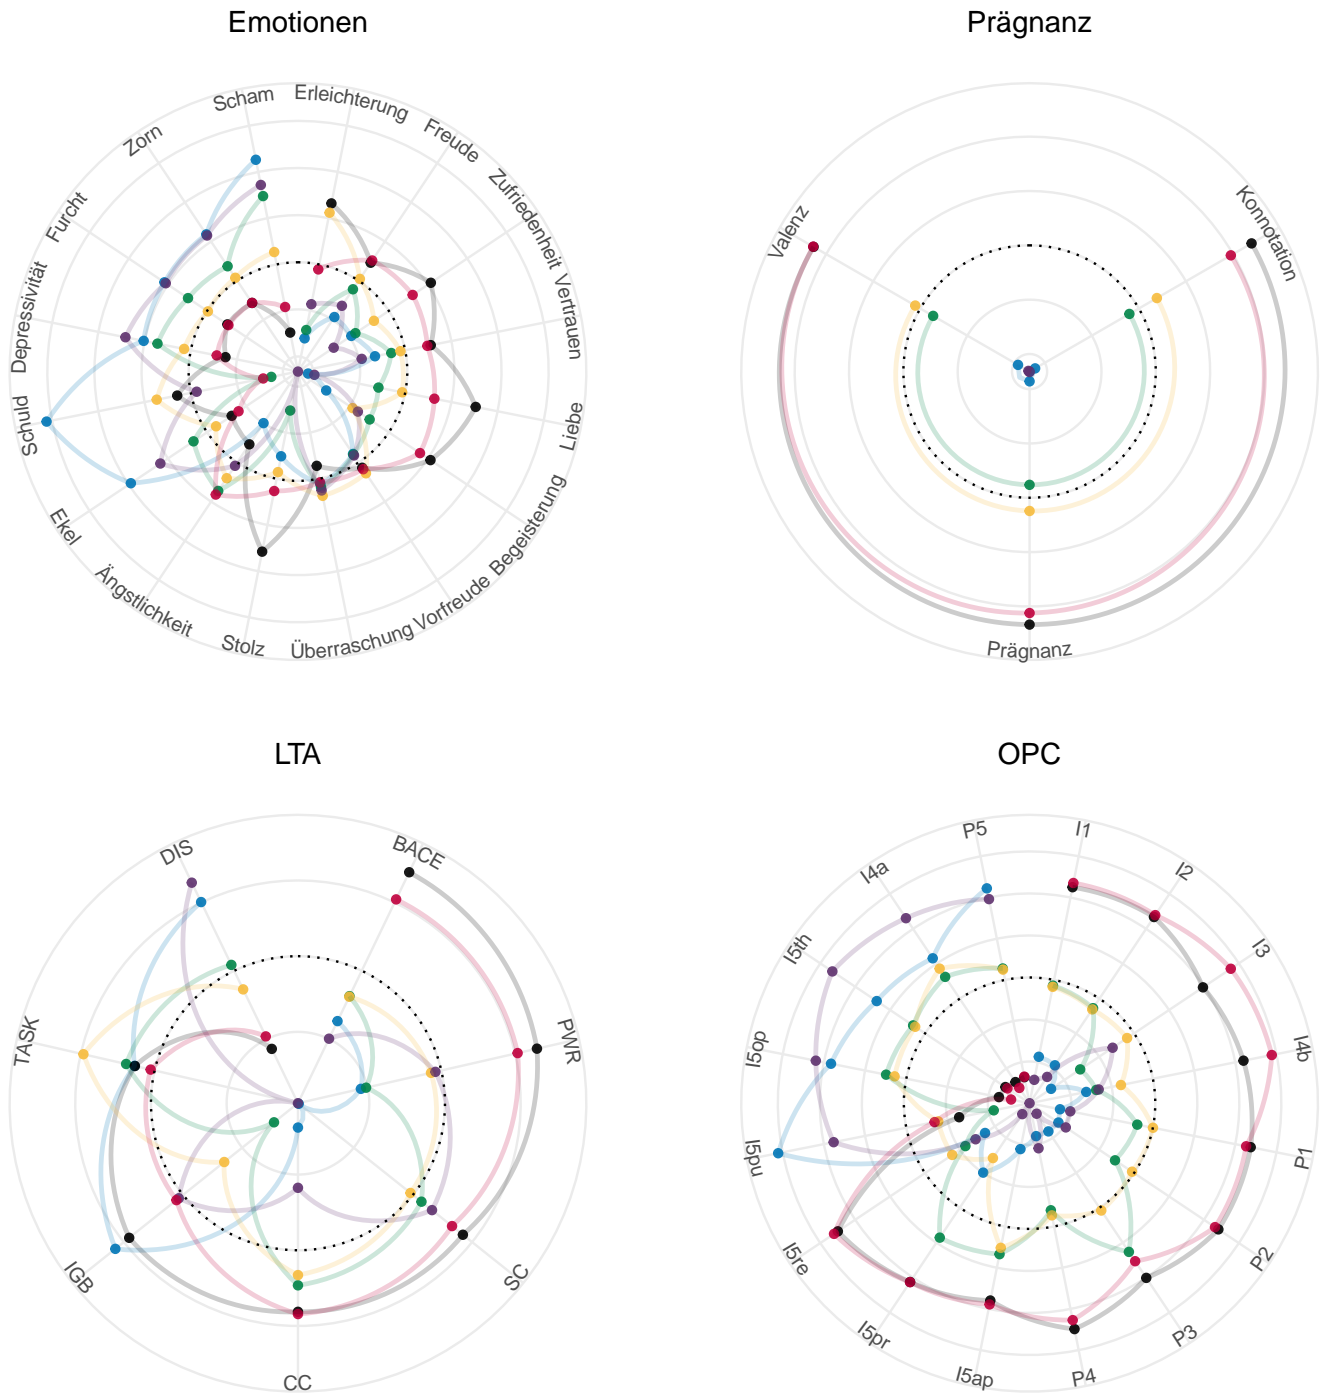 Emotionen
Prägnanz
Scham
Erleichterung
Zorn
Freude
Furcht
Zufriedenheit
Depressivität
Vertrauen
Schuld
Liebe
Ekel
Begeisterung
Ängstlichkeit
Vorfreude
Stolz
Überraschung
Valenz
Konnotation
Prägnanz
LTA
OPC
DIS
BACE
TASK
PWR
IGB
SC
CC
P5
I1
I4a
I2
I5th
I3
I5op
I4b
I5pu
P1
I5re
P2
I5pr
P3
I5ap
P4